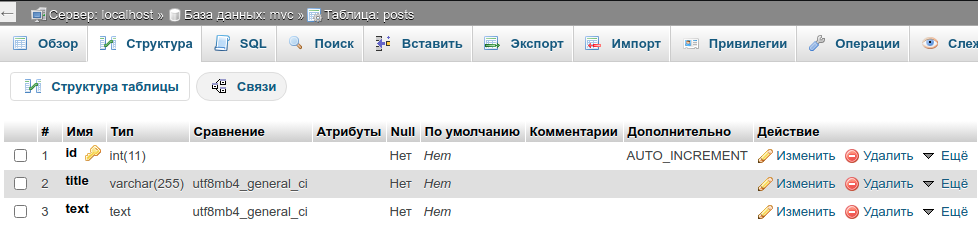 Сервер: localhost » База данных: mvc » Таблица: posts
Обзор Структура SQL Поиск Вставить Экспорт Импорт Привилегии Операции Слеж
Структура таблицы Связи
# Имя Тип Сравнение Атрибуты Null По умолчанию Комментарии Дополнительно Действие
1 id int(11) Нет Нет AUTO_INCREMENT Изменить Удалить Ещё
2 title varchar(255) utf8mb4_general_ci Нет Нет Изменить Удалить Ещё
3 text text utf8mb4_general_ci Нет Нет Изменить Удалить Ещё